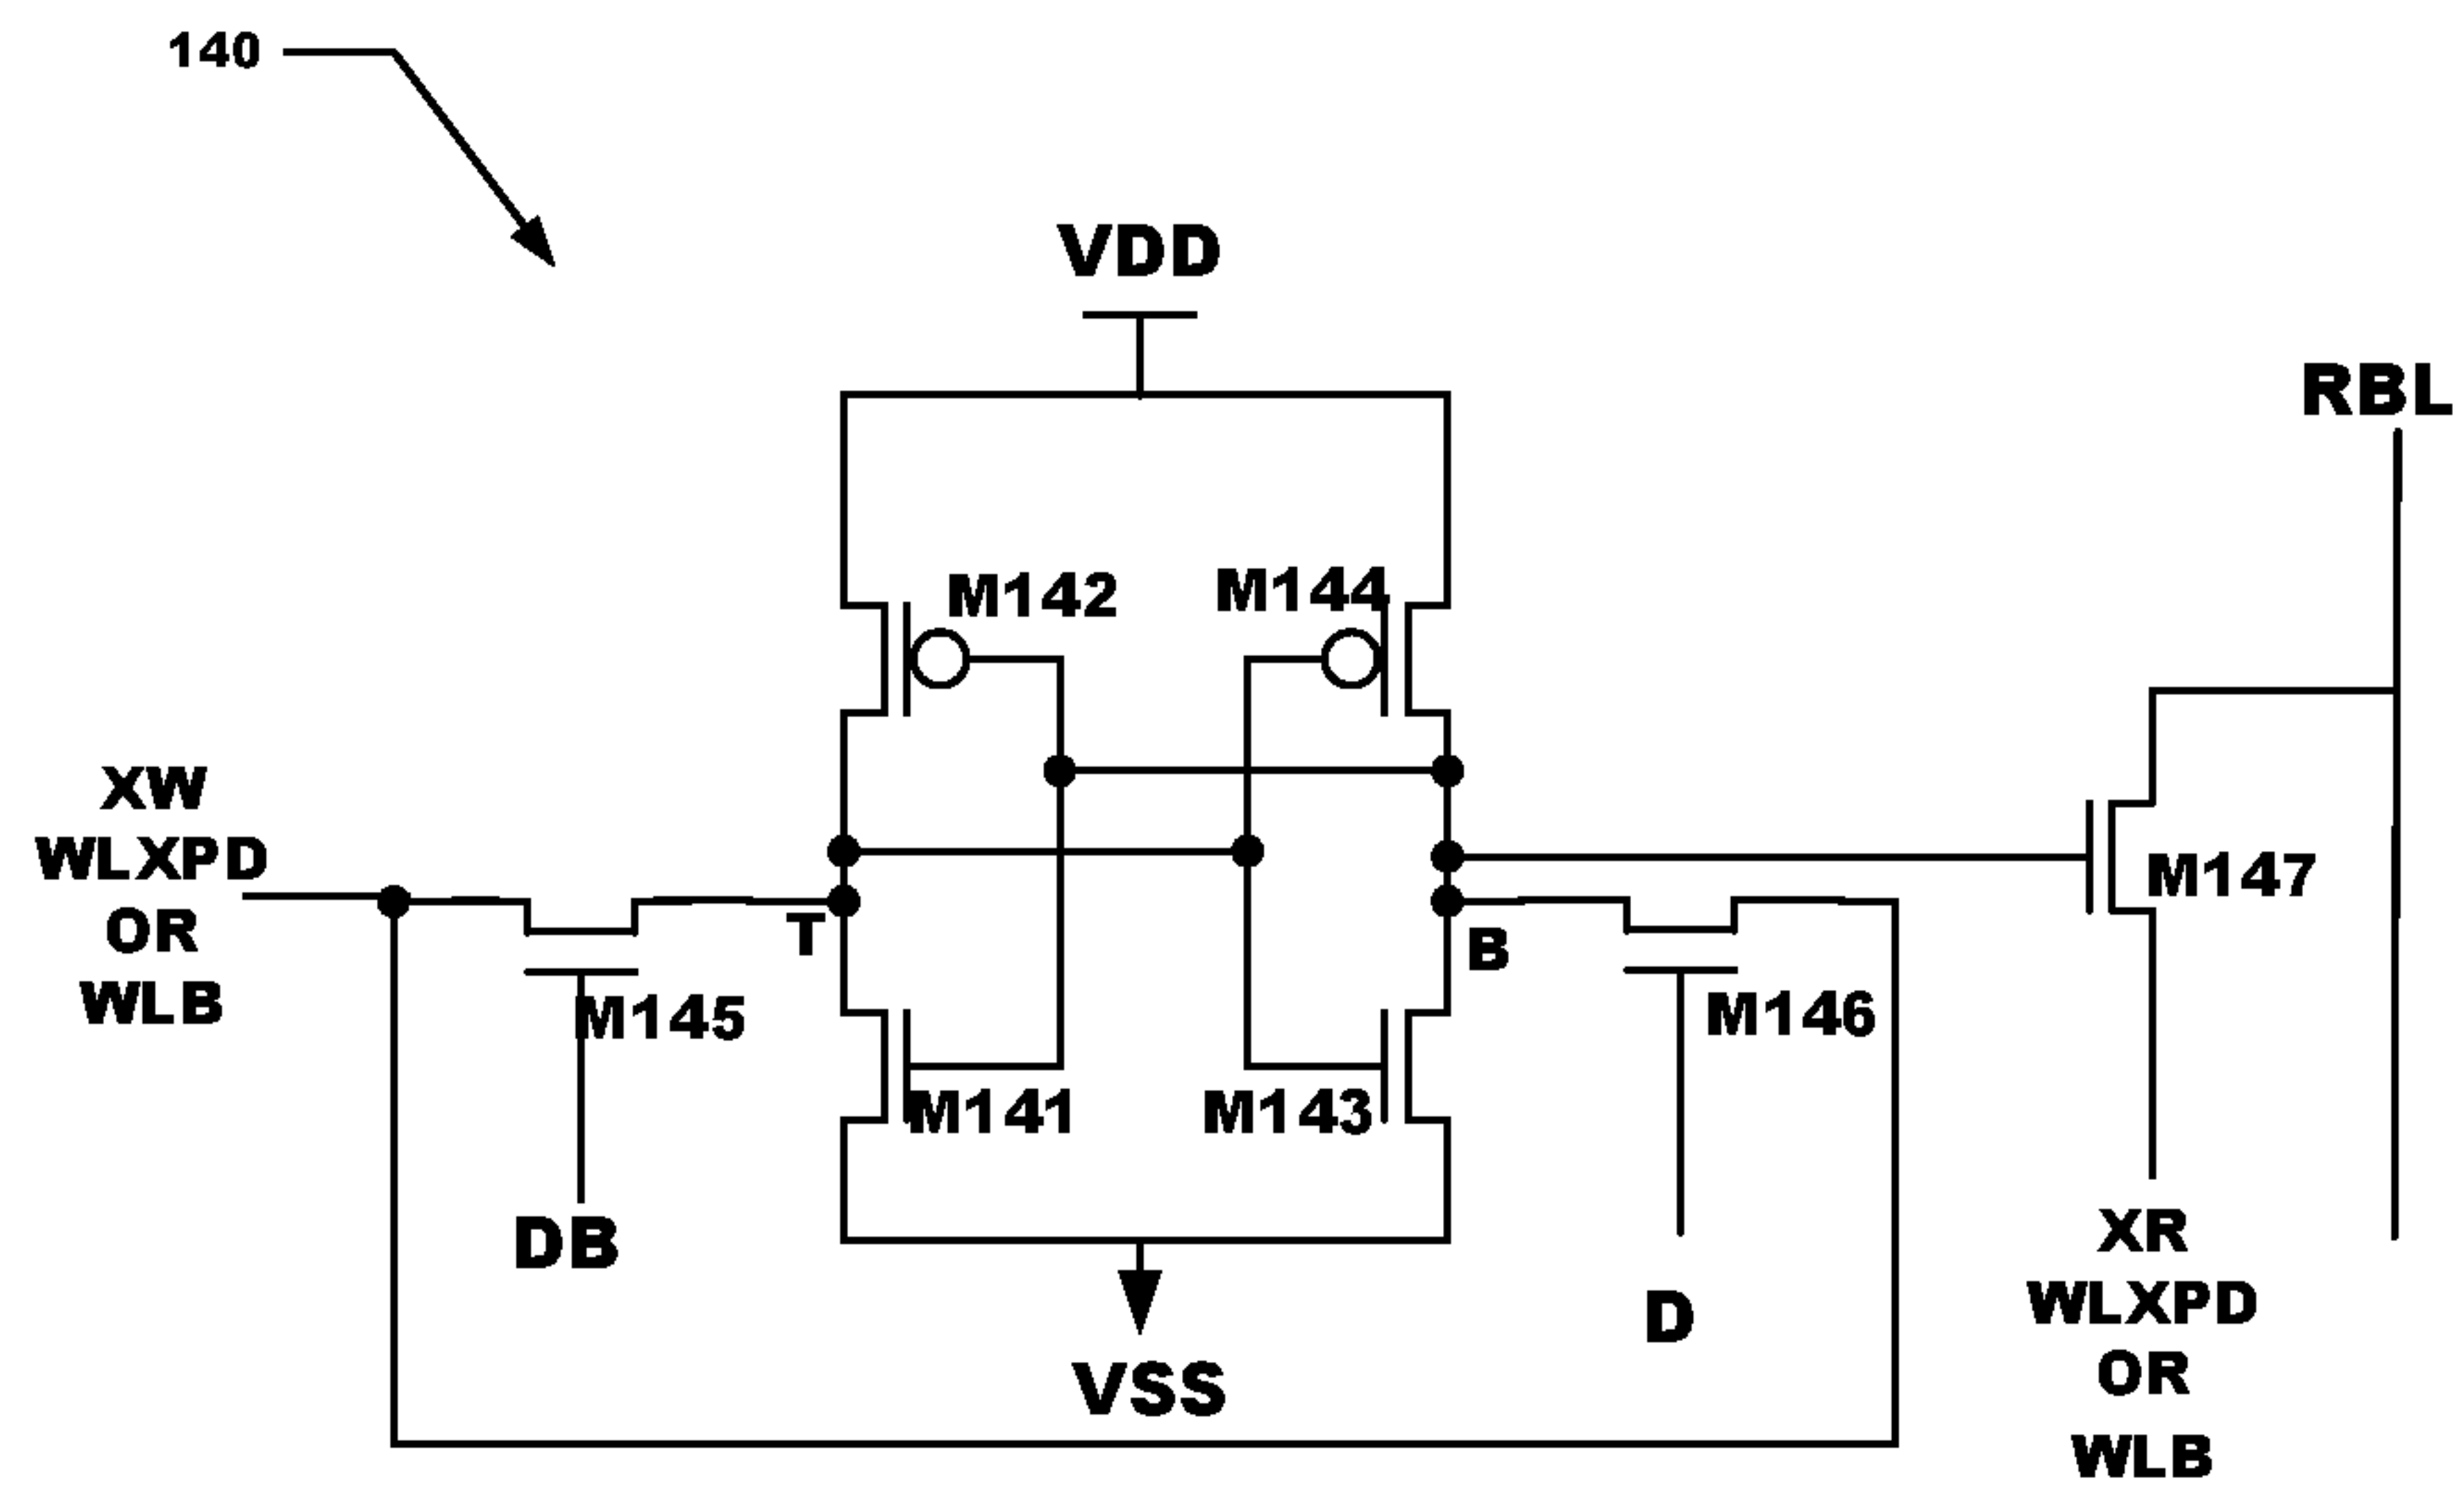 140
VDD
RBL
M142
M144
XW
WLXPD
OR
WLB
M147
T
B
M145
M146
M141
M143
DB
XR
WLXPD
OR
WLB
D
VSS